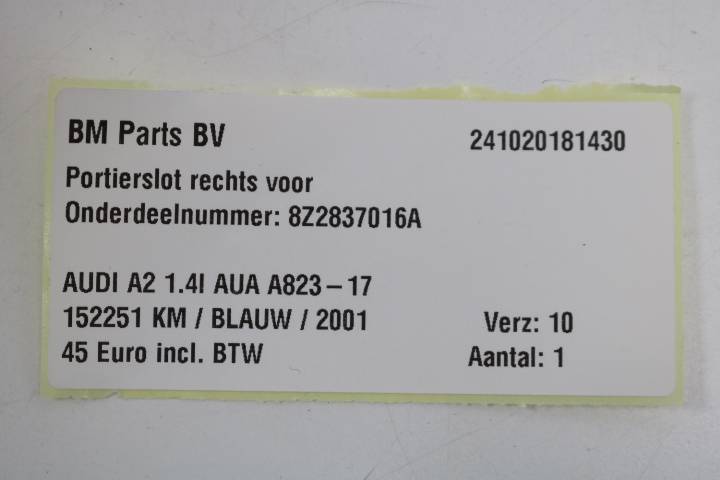 BM Parts BV 241020181430
Portierslot rechts voor
Onderdeelnummer: 8Z2837016A
AUDI A2 1.4I AUA A823-17
152251 KM / BLAUW / 2001 Verz: 10
45 Euro incl. BTW Aantal: 1